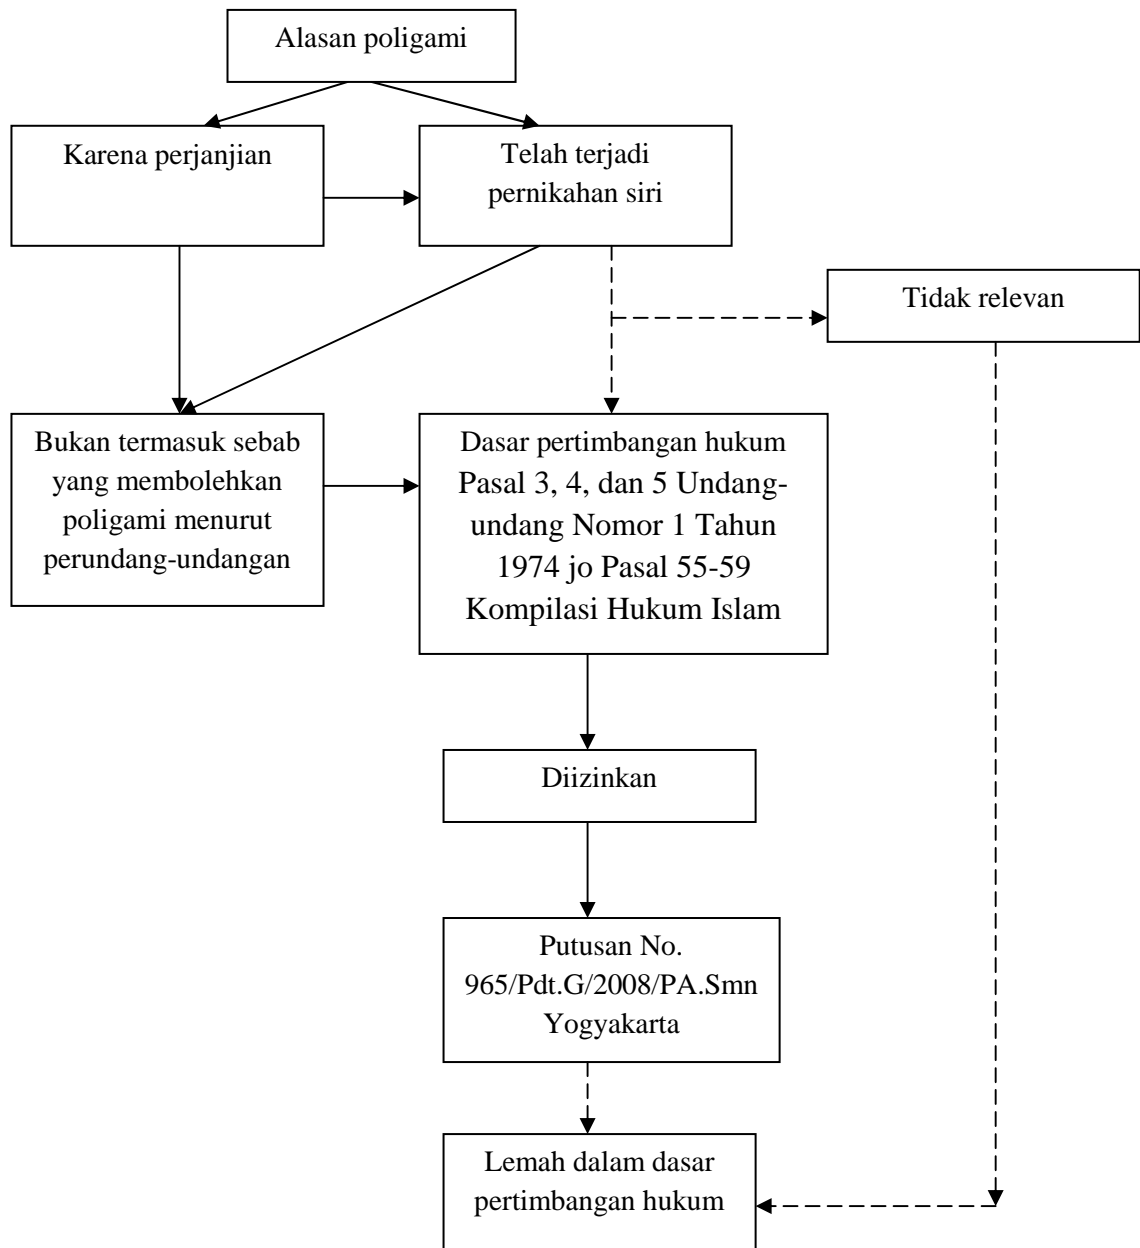 Alasan poligami
Karena perjanjian
Telah terjadi
pernikahan siri
Tidak relevan
Bukan termasuk sebab
yang membolehkan
poligami menurut
perundang-undangan
Dasar pertimbangan hukum
Pasal 3, 4, dan 5 Undang-
undang Nomor 1 Tahun
1974 jo Pasal 55-59
Kompilasi Hukum Islam
Diizinkan
Putusan No.
965/Pdt.G/2008/PA.Smn
Yogyakarta
Lemah dalam dasar
pertimbangan hukum